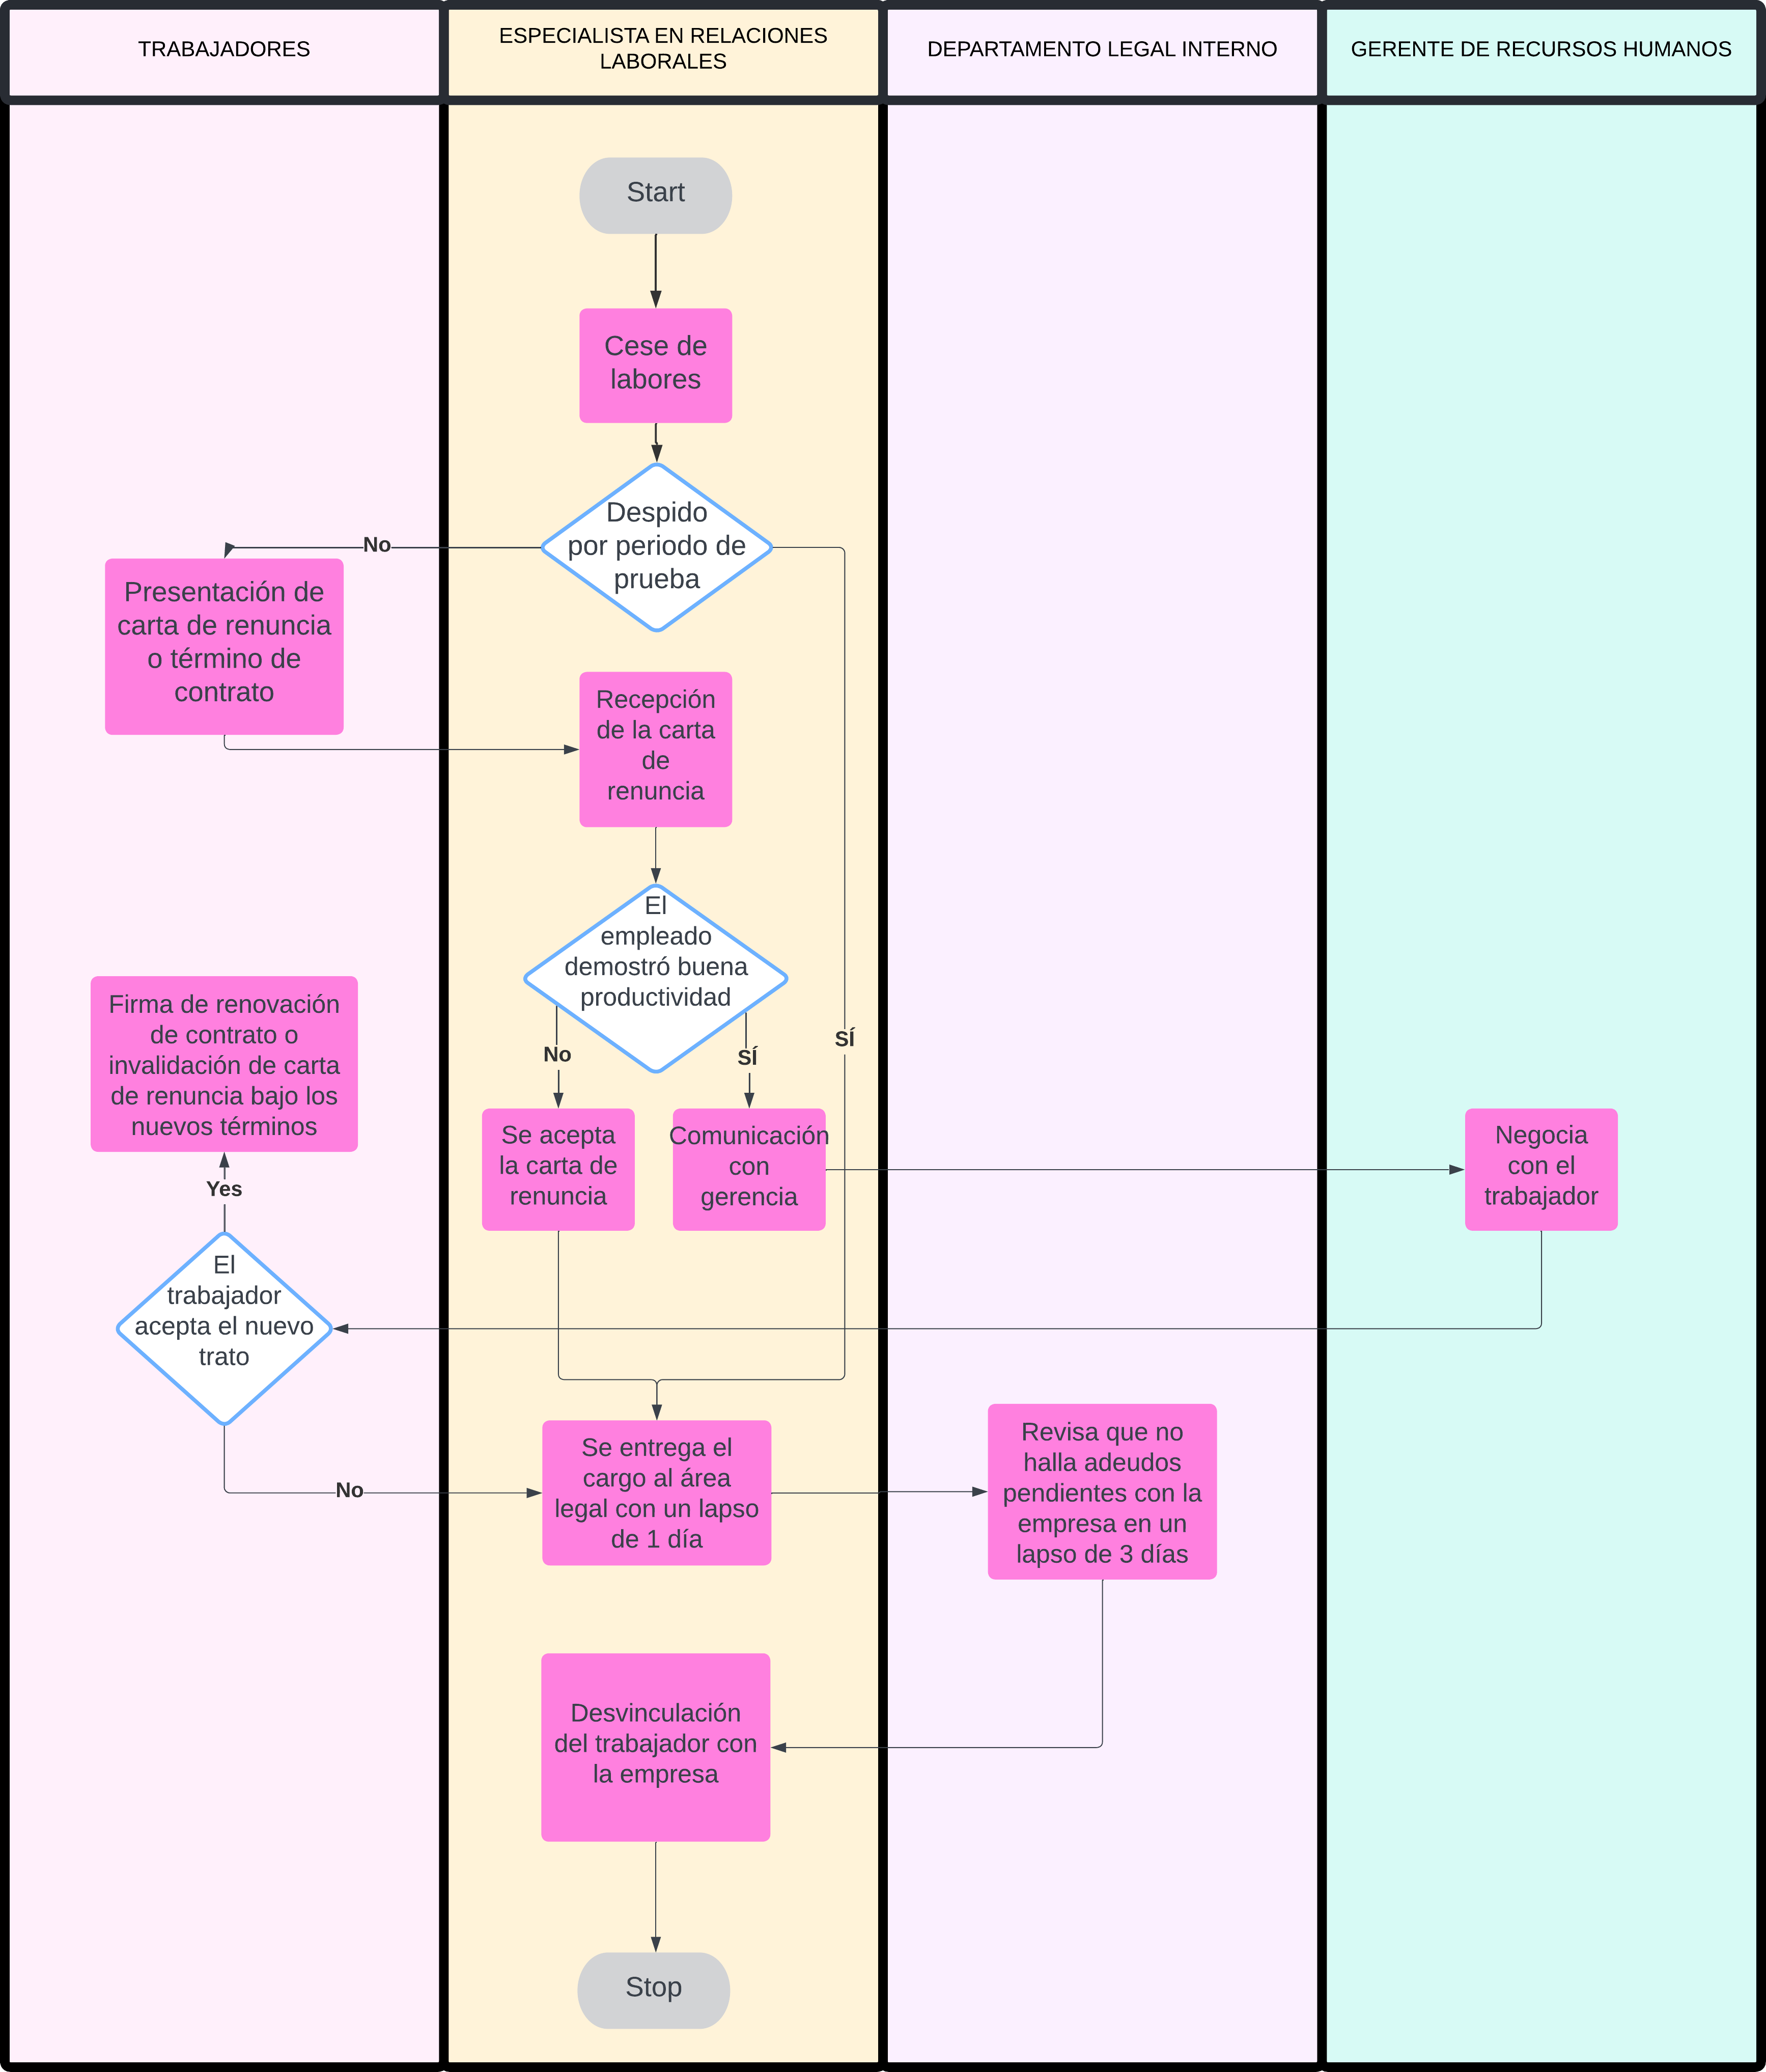 TRABAJADORES
ESPECIALISTA EN RELACIONES
LABORALES
DEPARTAMENTO LEGAL INTERNO
GERENTE DE RECURSOS HUMANOS
Start
Cese de
labores
Despido
por periodo de
prueba
No
SÍ
Presentación de
carta de renuncia
o término de
contrato
Recepción
de la carta
de
renuncia
El
empleado
demostró buena
productividad
No
SÍ
Se acepta
la carta de
renuncia
Comunicación
con
gerencia
Negocia
con el
trabajador
Firma de renovación
de contrato o
invalidación de carta
de renuncia bajo los
nuevos términos
Yes
El
trabajador
acepta el nuevo
trato
No
Se entrega el
cargo al área
legal con un lapso
de 1 día
Revisa que no
halla adeudos
pendientes con la
empresa en un
lapso de 3 días
Desvinculación
del trabajador con
la empresa
Stop